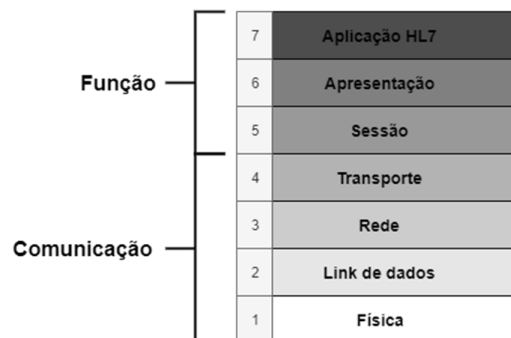 7 Aplicação HL7
Função
6 Apresentação
5 Sessão
4 Transporte
3 Rede
Comunicação
2 Link de dados
1 Física